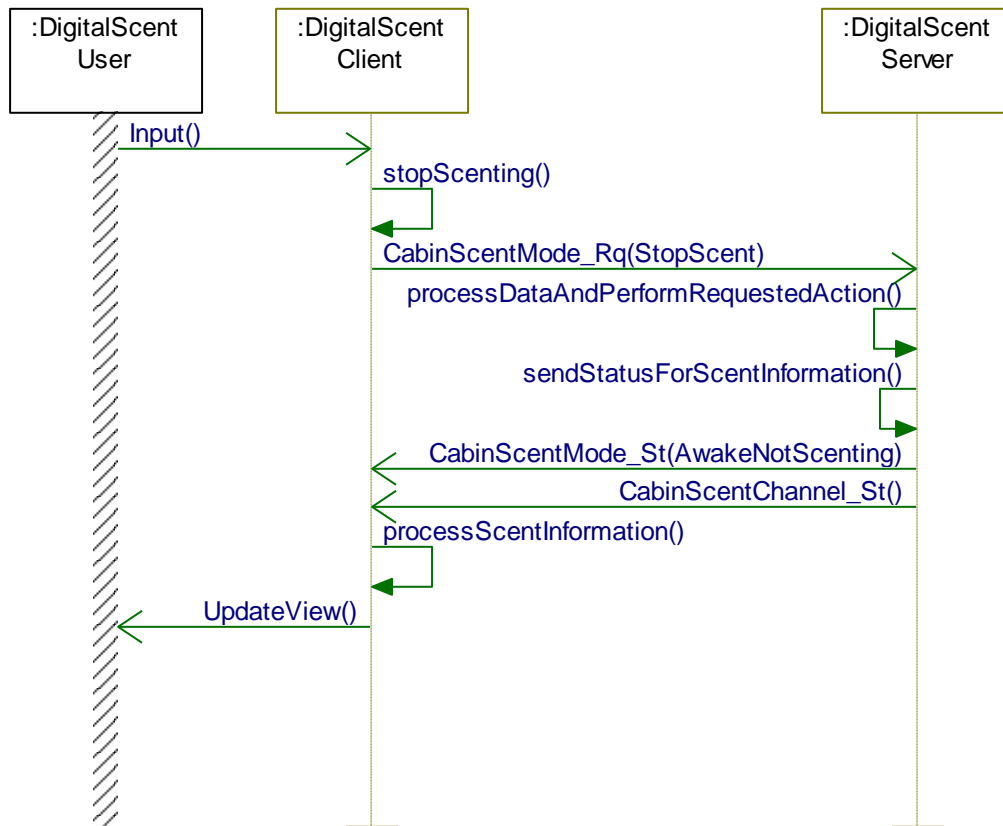 :DigitalScent
User
:DigitalScent
Client
:DigitalScent
Server
Input()
stopScenting()
CabinScentMode_Rq(StopScent)
processDataAndPerformRequestedAction()
sendStatusForScentInformation()
CabinScentMode_St(AwakeNotScenting)
CabinScentChannel_St()
processScentInformation()
UpdateView()